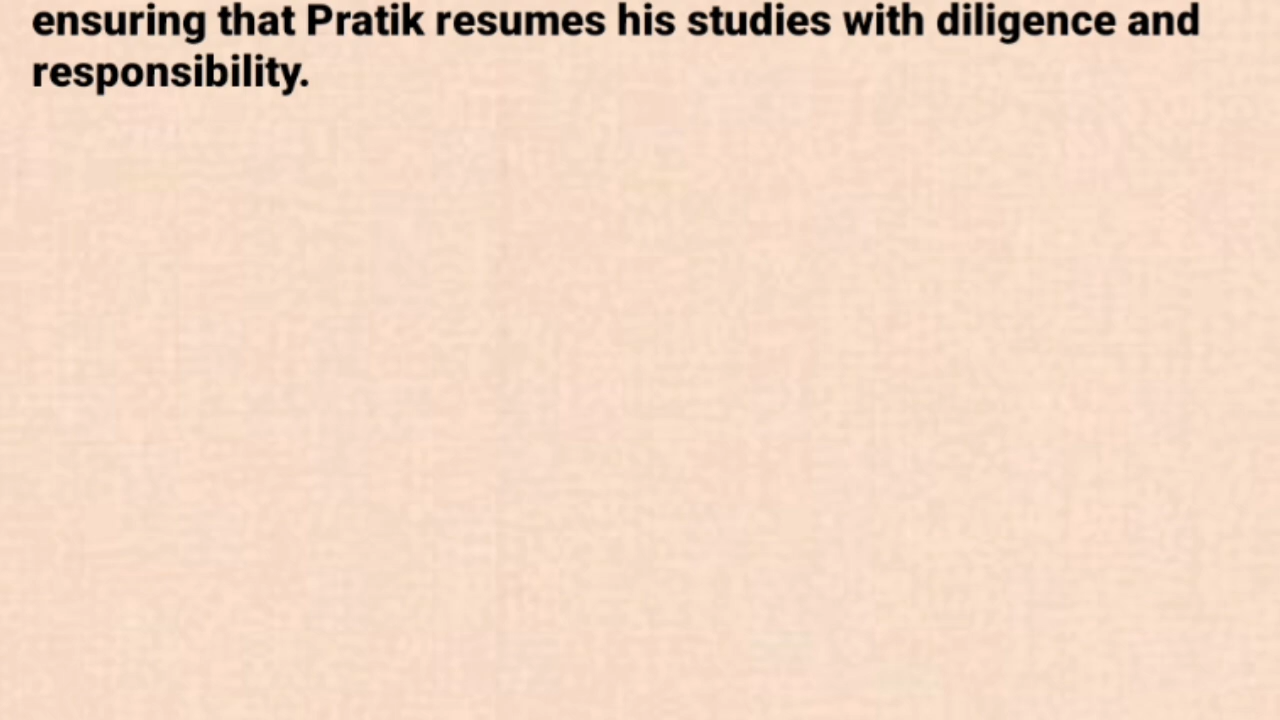 ensuring that Pratik resumes his studies with diligence and
responsibility.